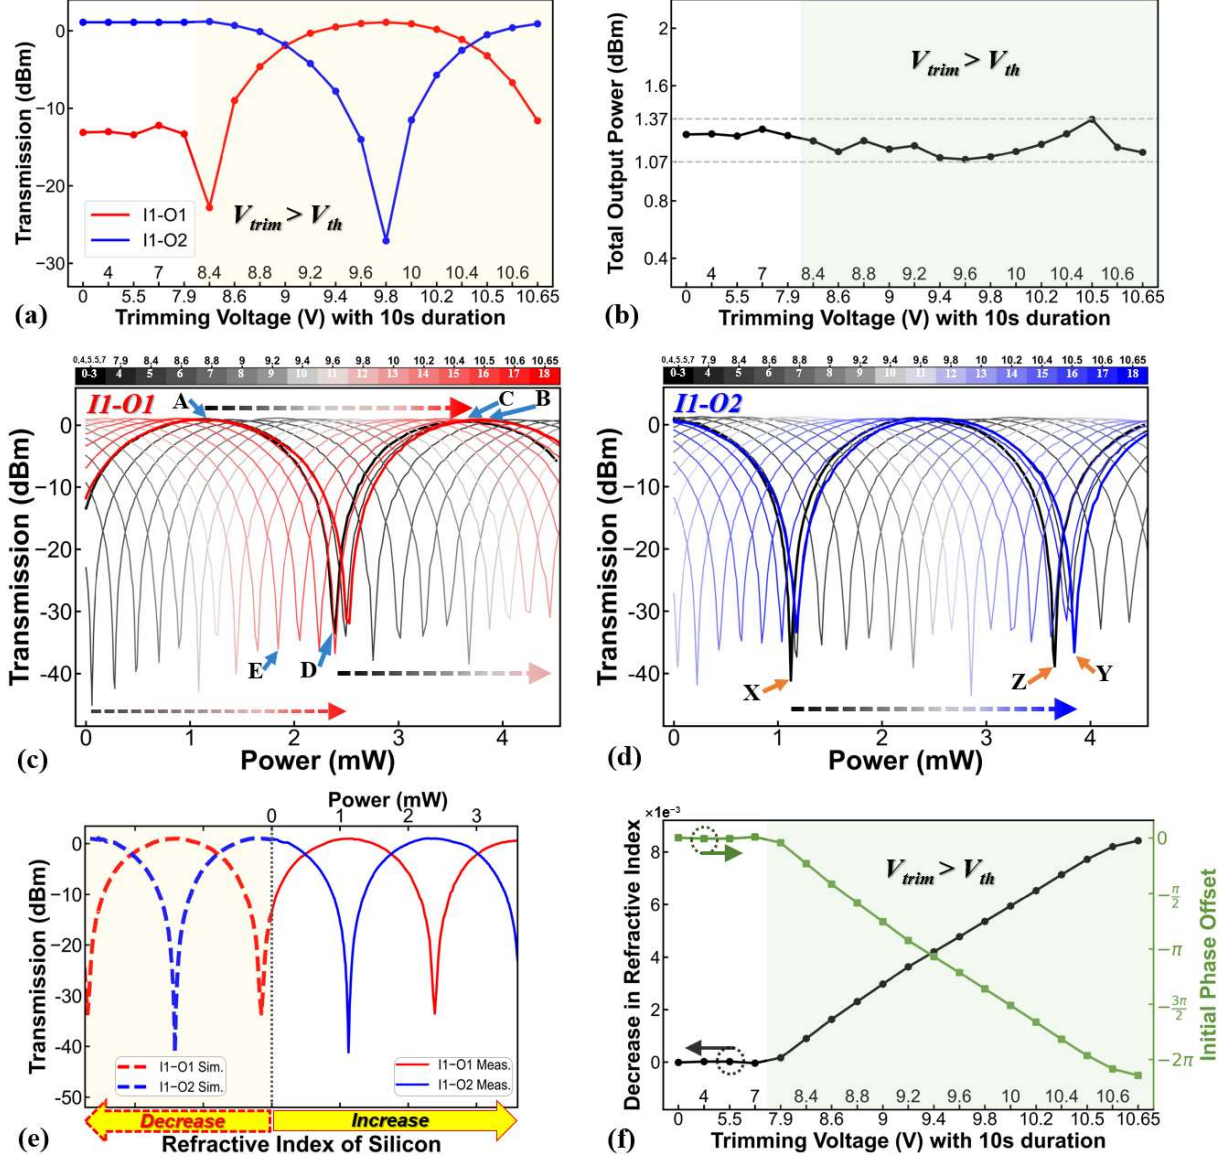 Transmission (dBm)
0
−10
−20
−30
I1-O1
I1-O2
V_trim > V_th
4 7 8.4 8.8 9.2 9.8 10 10.4 10.6
0 5.5 7.9 8.6 9 9.4 9.8 10.2 10.5 10.65
(a) Trimming Voltage (V) with 10s duration
Total Output Power (dBm)
2
1.6
1.37
1.07
0.8
0.4
V_trim > V_th
4 7 8.4 8.8 9.2 9.6 10 10.4 10.6
0 5.5 7.9 8.6 9 9.4 9.8 10.2 10.5 10.65
(b) Trimming Voltage (V) with 10s duration
0,4,5.5,7 7.9 8.4 8.6 8.8 9 9.2 9.4 9.6 9.8 10 10.2 10.4 10.5 10.6 10.65
0-3 4 5 6 7 8 9 10 11 12 13 14 15 16 17 18
I1-O1
A C B
Transmission (dBm)
0
-10
-20
-30
-40
E D
0 1 2 3 4
(c) Power (mW)
0,4,5.5,7 7.9 8.4 8.6 8.8 9 9.2 9.4 9.6 9.8 10 10.2 10.4 10.5 10.6 10.65
0-3 4 5 6 7 8 9 10 11 12 13 14 15 16 17 18
I1-O2
Transmission (dBm)
0
−10
−20
-30
-40
X Z Y
0 1 2 3 4
(d) Power (mW)
Power (mW)
0 1 2 3
Transmission (dBm)
0
−10
−20
−30
−40
−50
I1−O1 Sim.
I1−O2 Sim.
I1−O1 Meas.
I1−O2 Meas.
Decrease Increase
(e) Refractive Index of Silicon
×1e⁻³
Decrease in Refractive Index
8
6
4
2
0
V_trim > V_th
0
−π/2
−π
−3π/2
−2π
Initial Phase Offset
4 7 8.4 8.8 9.2 9.6 10 10.4 10.6
0 5.5 7.9 8.6 9 9.4 9.8 10.2 10.5 10.65
(f) Trimming Voltage (V) with 10s duration